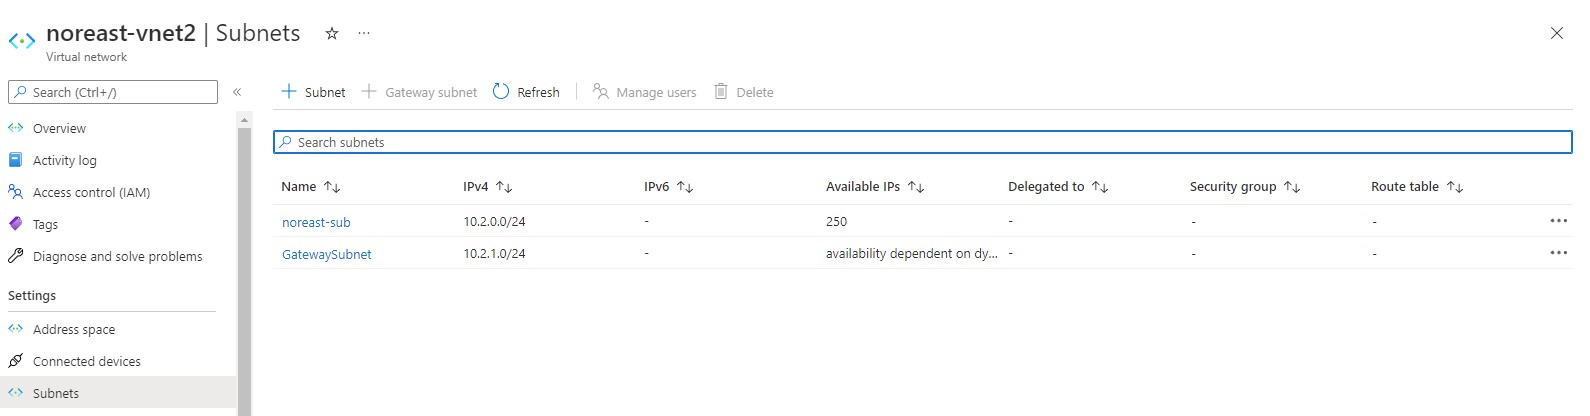 noreast-vnet2 | Subnets ☆ ···
Virtual network
Search (Ctrl+/) «
Overview
Activity log
Access control (IAM)
Tags
Diagnose and solve problems
Settings
Address space
Connected devices
Subnets
+ Subnet + Gateway subnet Refresh Manage users Delete
Search subnets
Name ↑↓ IPv4 ↑↓ IPv6 ↑↓ Available IPs ↑↓ Delegated to ↑↓ Security group ↑↓ Route table ↑↓
noreast-sub 10.2.0.0/24 - 250 - - - ···
GatewaySubnet 10.2.1.0/24 - availability dependent on dy... - - - ···